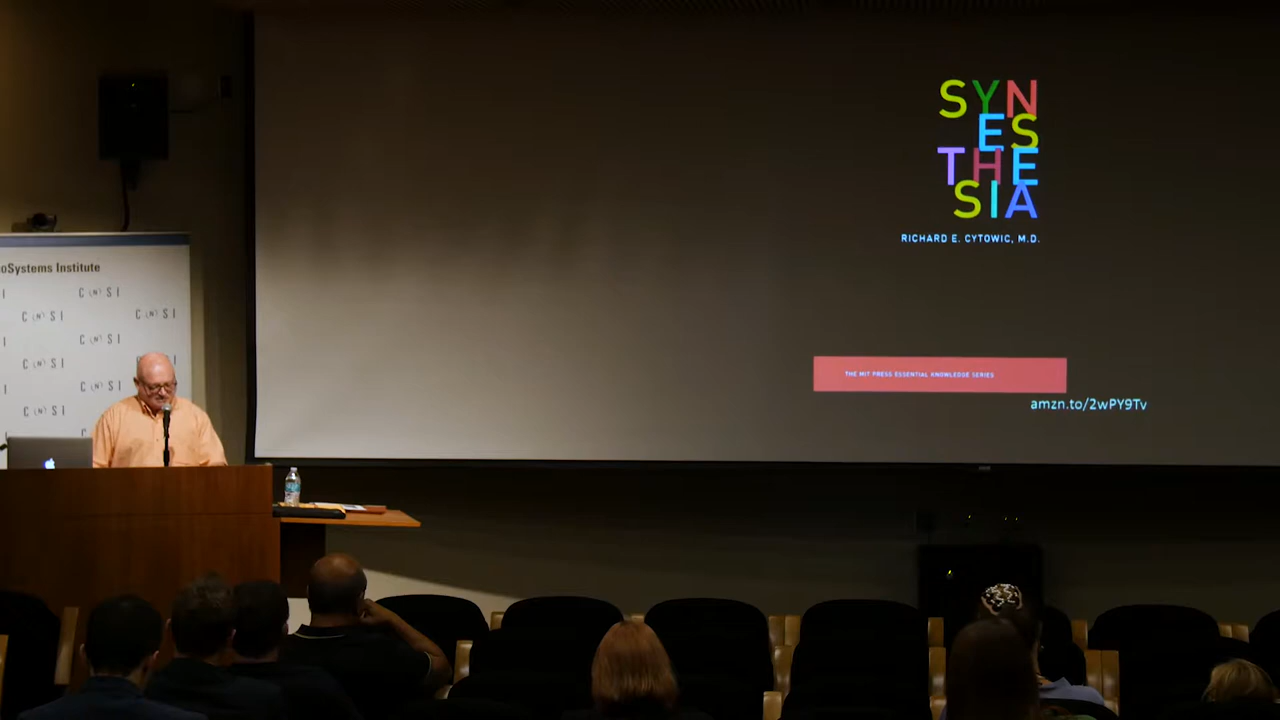 SYN
ES
THE
SIA
RICHARD E. CYTOWIC, M.D.
THE MIT PRESS ESSENTIAL KNOWLEDGE SERIES
amzn.to/2wPY9Tv
oSystems Institute
C (N) S I
C (N) S I
C (N) S I
C (N) S I
C (N) S I
C (N) S I
C (N) S I